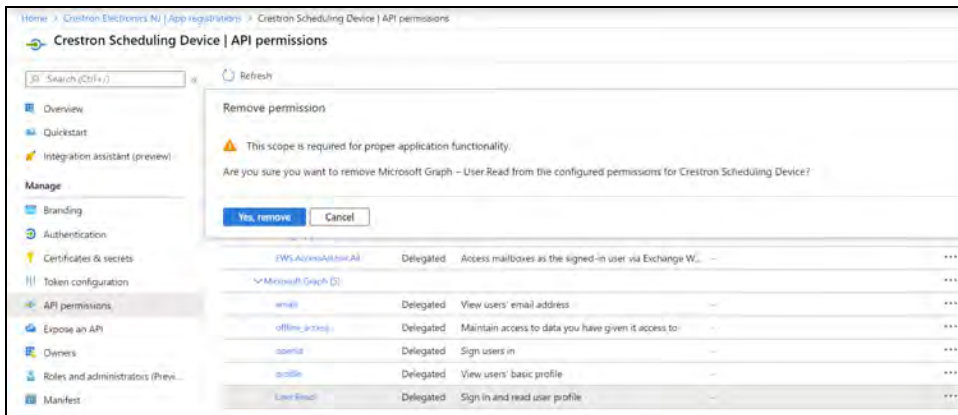 Home > Crestron Electronics NJ | App registrations > Crestron Scheduling Device | API permissions
Crestron Scheduling Device | API permissions
Search (Ctrl+/)
Refresh
Overview
Quickstart
Integration assistant (preview)
Manage
Branding
Authentication
Certificates & secrets
Token configuration
API permissions
Expose an API
Owners
Roles and administrators (Previ...
Manifest
Remove permission
This scope is required for proper application functionality.
Are you sure you want to remove Microsoft Graph – User.Read from the configured permissions for Crestron Scheduling Device?
Yes, remove Cancel
EWS.AccessAsUser.All Delegated Access mailboxes as the signed-in user via Exchange W... -
Microsoft Graph (5)
email Delegated View users' email address -
offline_access Delegated Maintain access to data you have given it access to -
openid Delegated Sign users in -
profile Delegated View users' basic profile -
User.Read Delegated Sign in and read user profile -